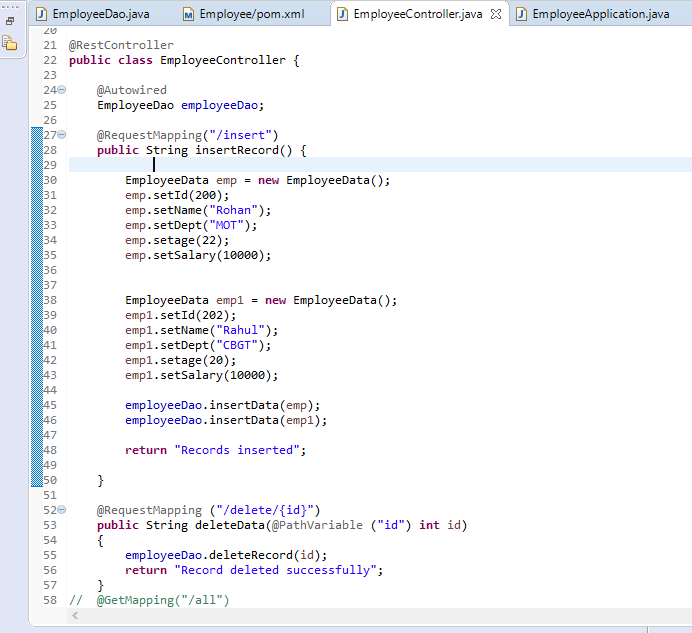 EmployeeDao.java Employee/pom.xml EmployeeController.java EmployeeApplication.java
20
21 @RestController
22 public class EmployeeController {
23
24 @Autowired
25 EmployeeDao employeeDao;
26
27 @RequestMapping("/insert")
28 public String insertRecord() {
29
30 EmployeeData emp = new EmployeeData();
31 emp.setId(200);
32 emp.setName("Rohan");
33 emp.setDept("MOT");
34 emp.setage(22);
35 emp.setSalary(10000);
36
37
38 EmployeeData emp1 = new EmployeeData();
39 emp1.setId(202);
40 emp1.setName("Rahul");
41 emp1.setDept("CBGT");
42 emp1.setage(20);
43 emp1.setSalary(10000);
44
45 employeeDao.insertData(emp);
46 employeeDao.insertData(emp1);
47
48 return "Records inserted";
49
50 }
51
52 @RequestMapping ("/delete/{id}")
53 public String deleteData(@PathVariable ("id") int id)
54 {
55 employeeDao.deleteRecord(id);
56 return "Record deleted successfully";
57 }
58 // @GetMapping("/all")